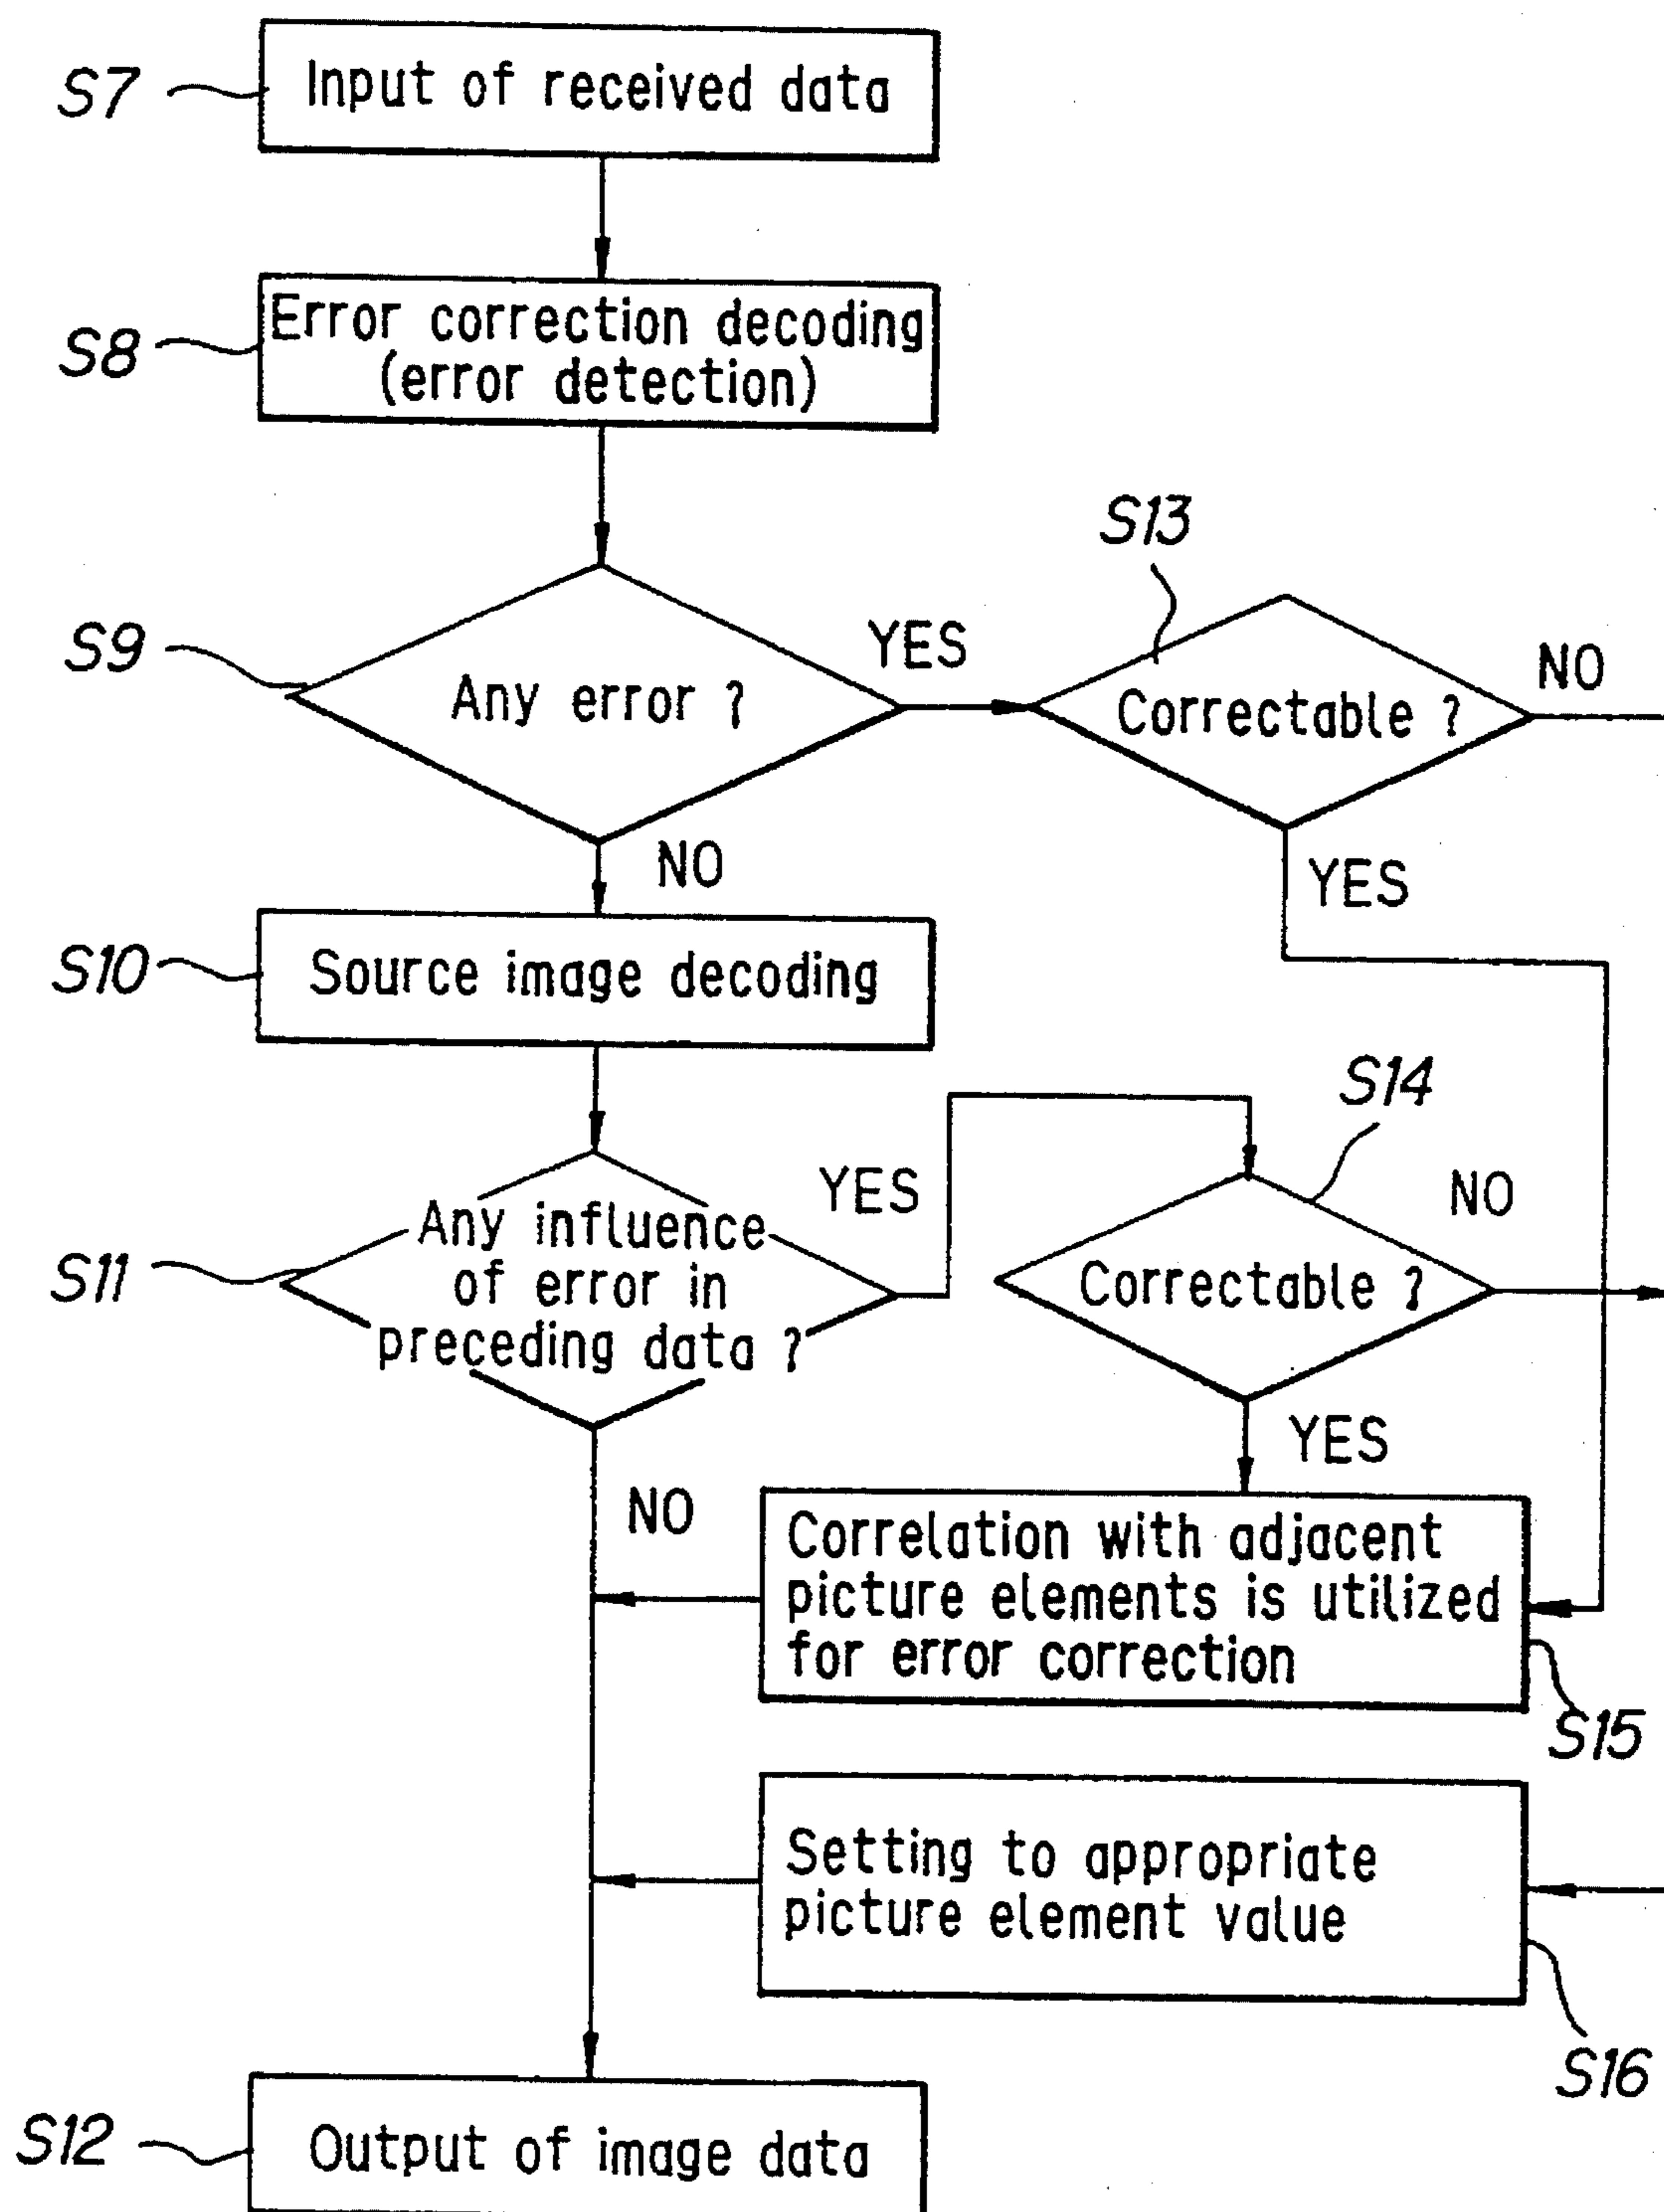 S7
Input of received data
S8
Error correction decoding
(error detection)
S13
S9
Any error ?
YES
Correctable ?
NO
NO
YES
S10
Source image decoding
S14
S11
Any influence
of error in
preceding data ?
YES
Correctable ?
NO
YES
NO
Correlation with adjacent
picture elements is utilized
for error correction
S15
Setting to appropriate
picture element value
S16
S12
Output of image data